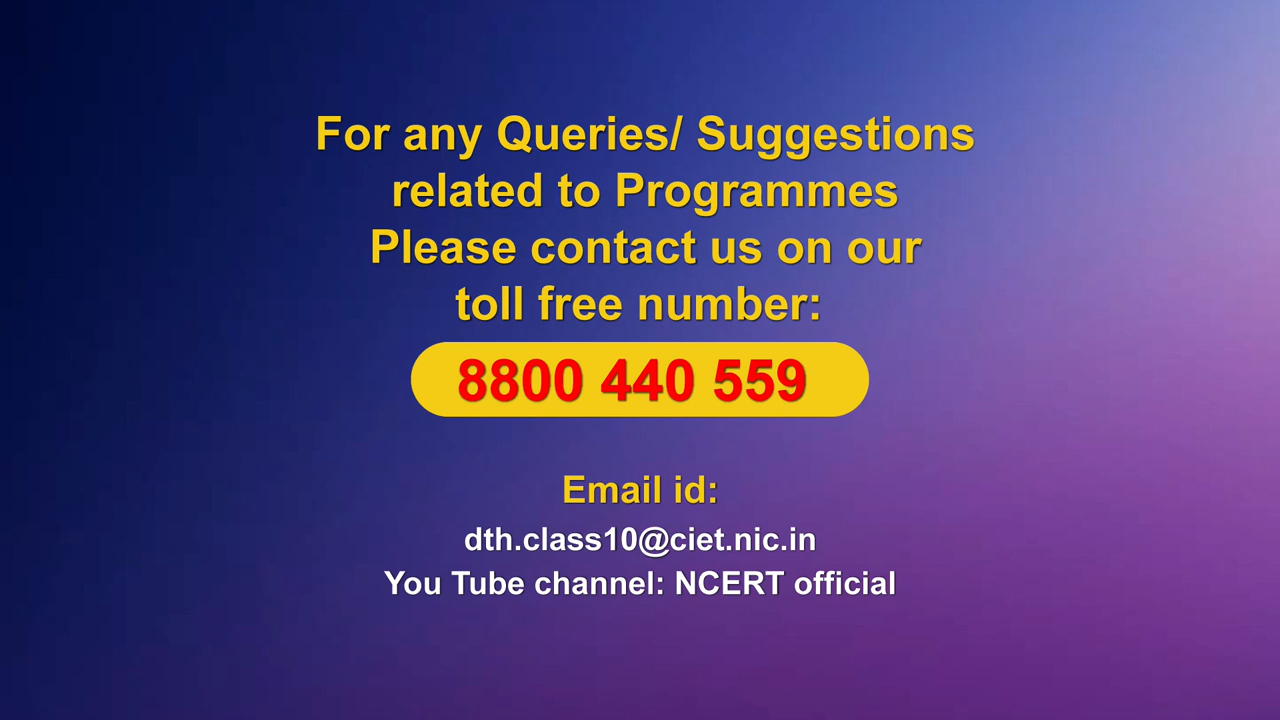 For any Queries/ Suggestions
related to Programmes
Please contact us on our
toll free number:
8800 440 559
Email id:
dth.class10@ciet.nic.in
You Tube channel: NCERT official